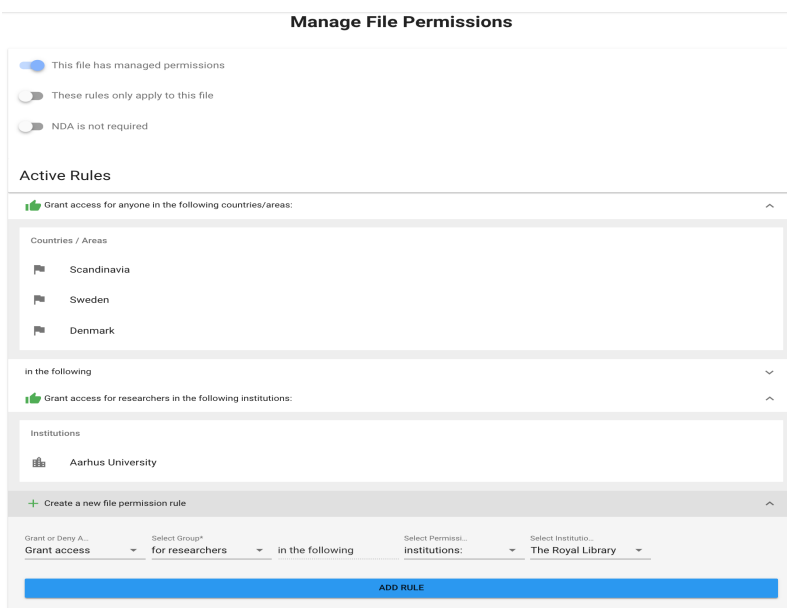 Manage File Permissions
This file has managed permissions
These rules only apply to this file
NDA is not required
Active Rules
Grant access for anyone in the following countries/areas:
Countries / Areas
Scandinavia
Sweden
Denmark
in the following
Grant access for researchers in the following institutions:
Institutions
Aarhus University
Create a new file permission rule
Grant or Deny A... Select Group* Select Permissi... Select Institutio...
Grant access for researchers in the following institutions: The Royal Library
ADD RULE